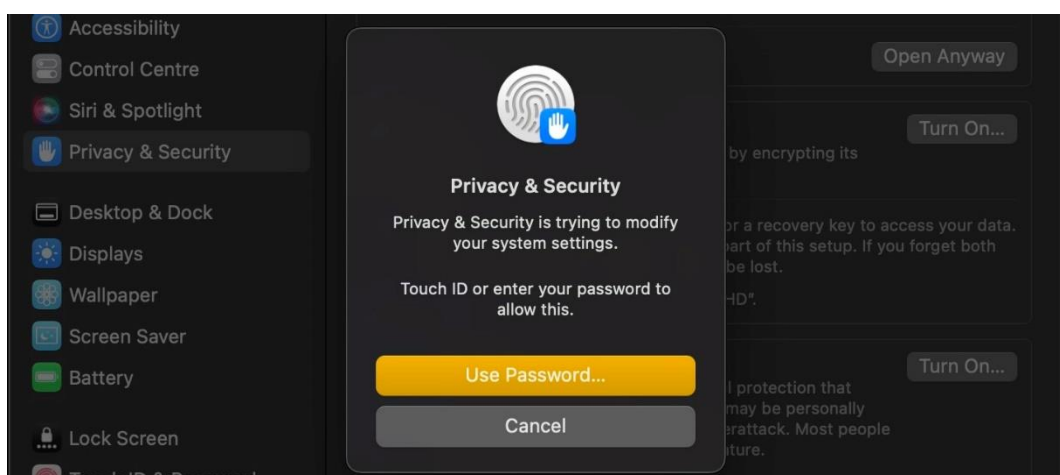 Accessibility
Control Centre
Siri & Spotlight
Privacy & Security
Desktop & Dock
Displays
Wallpaper
Screen Saver
Battery
Lock Screen
Privacy & Security
Privacy & Security is trying to modify
your system settings.
Touch ID or enter your password to
allow this.
Use Password...
Cancel
Open Anyway
Turn On...
by encrypting its
or a recovery key to access your data.
part of this setup. If you forget both
be lost.
HD".
Turn On...
protection that
may be personally
Most people